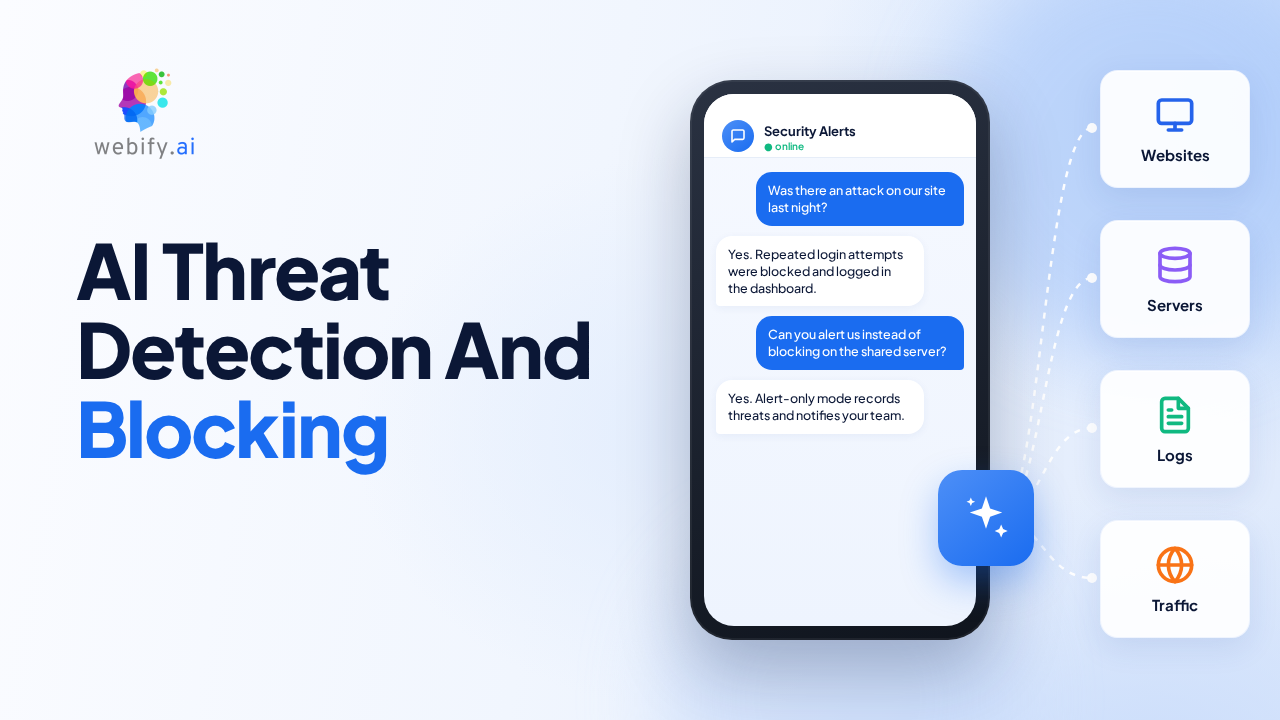 webify.ai
AI Threat
Detection And
Blocking
Security Alerts
online
Was there an attack on our site
last night?
Yes. Repeated login attempts
were blocked and logged in
the dashboard.
Can you alert us instead of
blocking on the shared server?
Yes. Alert-only mode records
threats and notifies your team.
Websites
Servers
Logs
Traffic